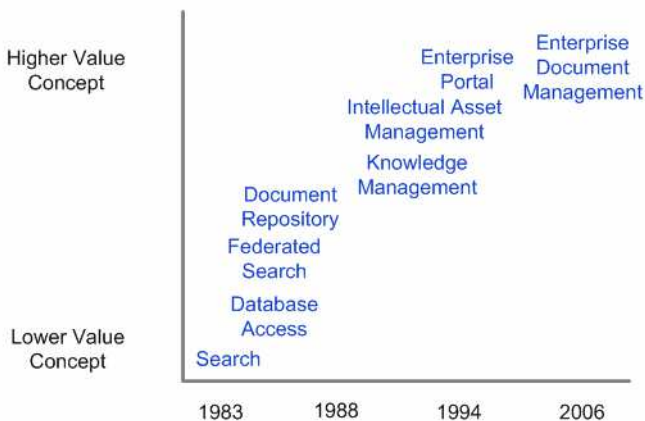 Higher Value
Concept
Enterprise
Portal
Enterprise
Document
Management
Intellectual Asset
Management
Knowledge
Management
Document
Repository
Federated
Search
Database
Access
Lower Value
Concept
Search
1983 1988 1994 2006